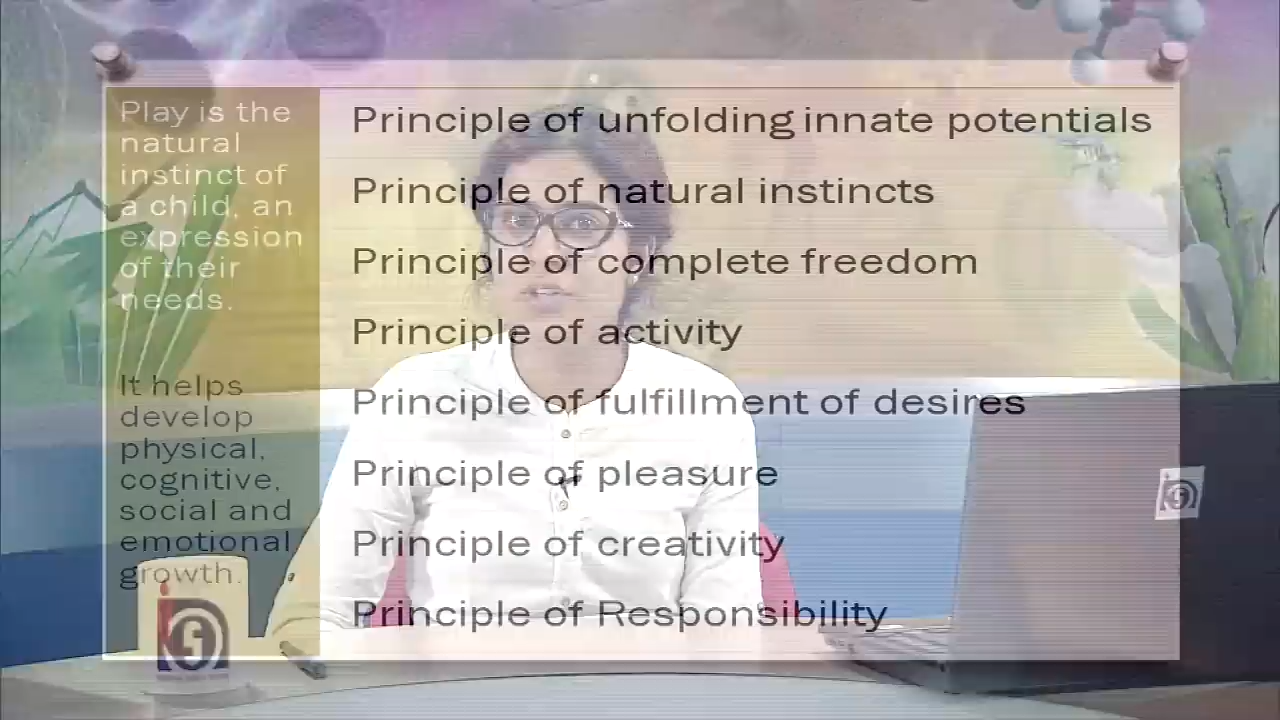 Play is the
natural
instinct of
a child, an
expression
of their
needs.
It helps
develop
physical,
cognitive,
social and
emotional
growth.
Principle of unfolding innate potentials
Principle of natural instincts
Principle of complete freedom
Principle of activity
Principle of fulfillment of desires
Principle of pleasure
Principle of creativity
Principle of Responsibility